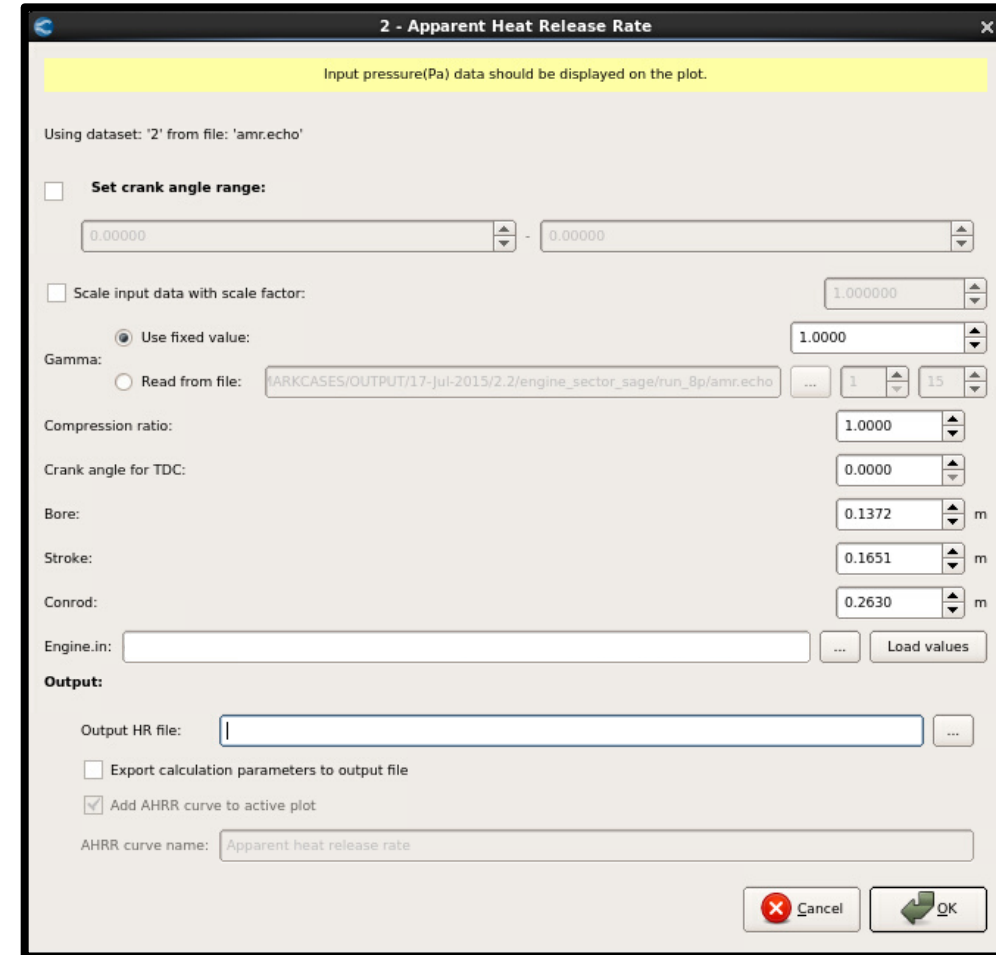 2 - Apparent Heat Release Rate
Input pressure(Pa) data should be displayed on the plot.
Using dataset: '2' from file: 'amr.echo'
Set crank angle range:
0.00000 - 0.00000
Scale input data with scale factor: 1.000000
Use fixed value: 1.0000
Gamma:
Read from file: MARKCASES/OUTPUT/17-Jul-2015/2.2/engine_sector_sage/run_8p/amr.echo ... 1 15
Compression ratio: 1.0000
Crank angle for TDC: 0.0000
Bore: 0.1372 m
Stroke: 0.1651 m
Conrod: 0.2630 m
Engine.in: ... Load values
Output:
Output HR file: ...
Export calculation parameters to output file
Add AHRR curve to active plot
AHRR curve name: Apparent heat release rate
Cancel OK